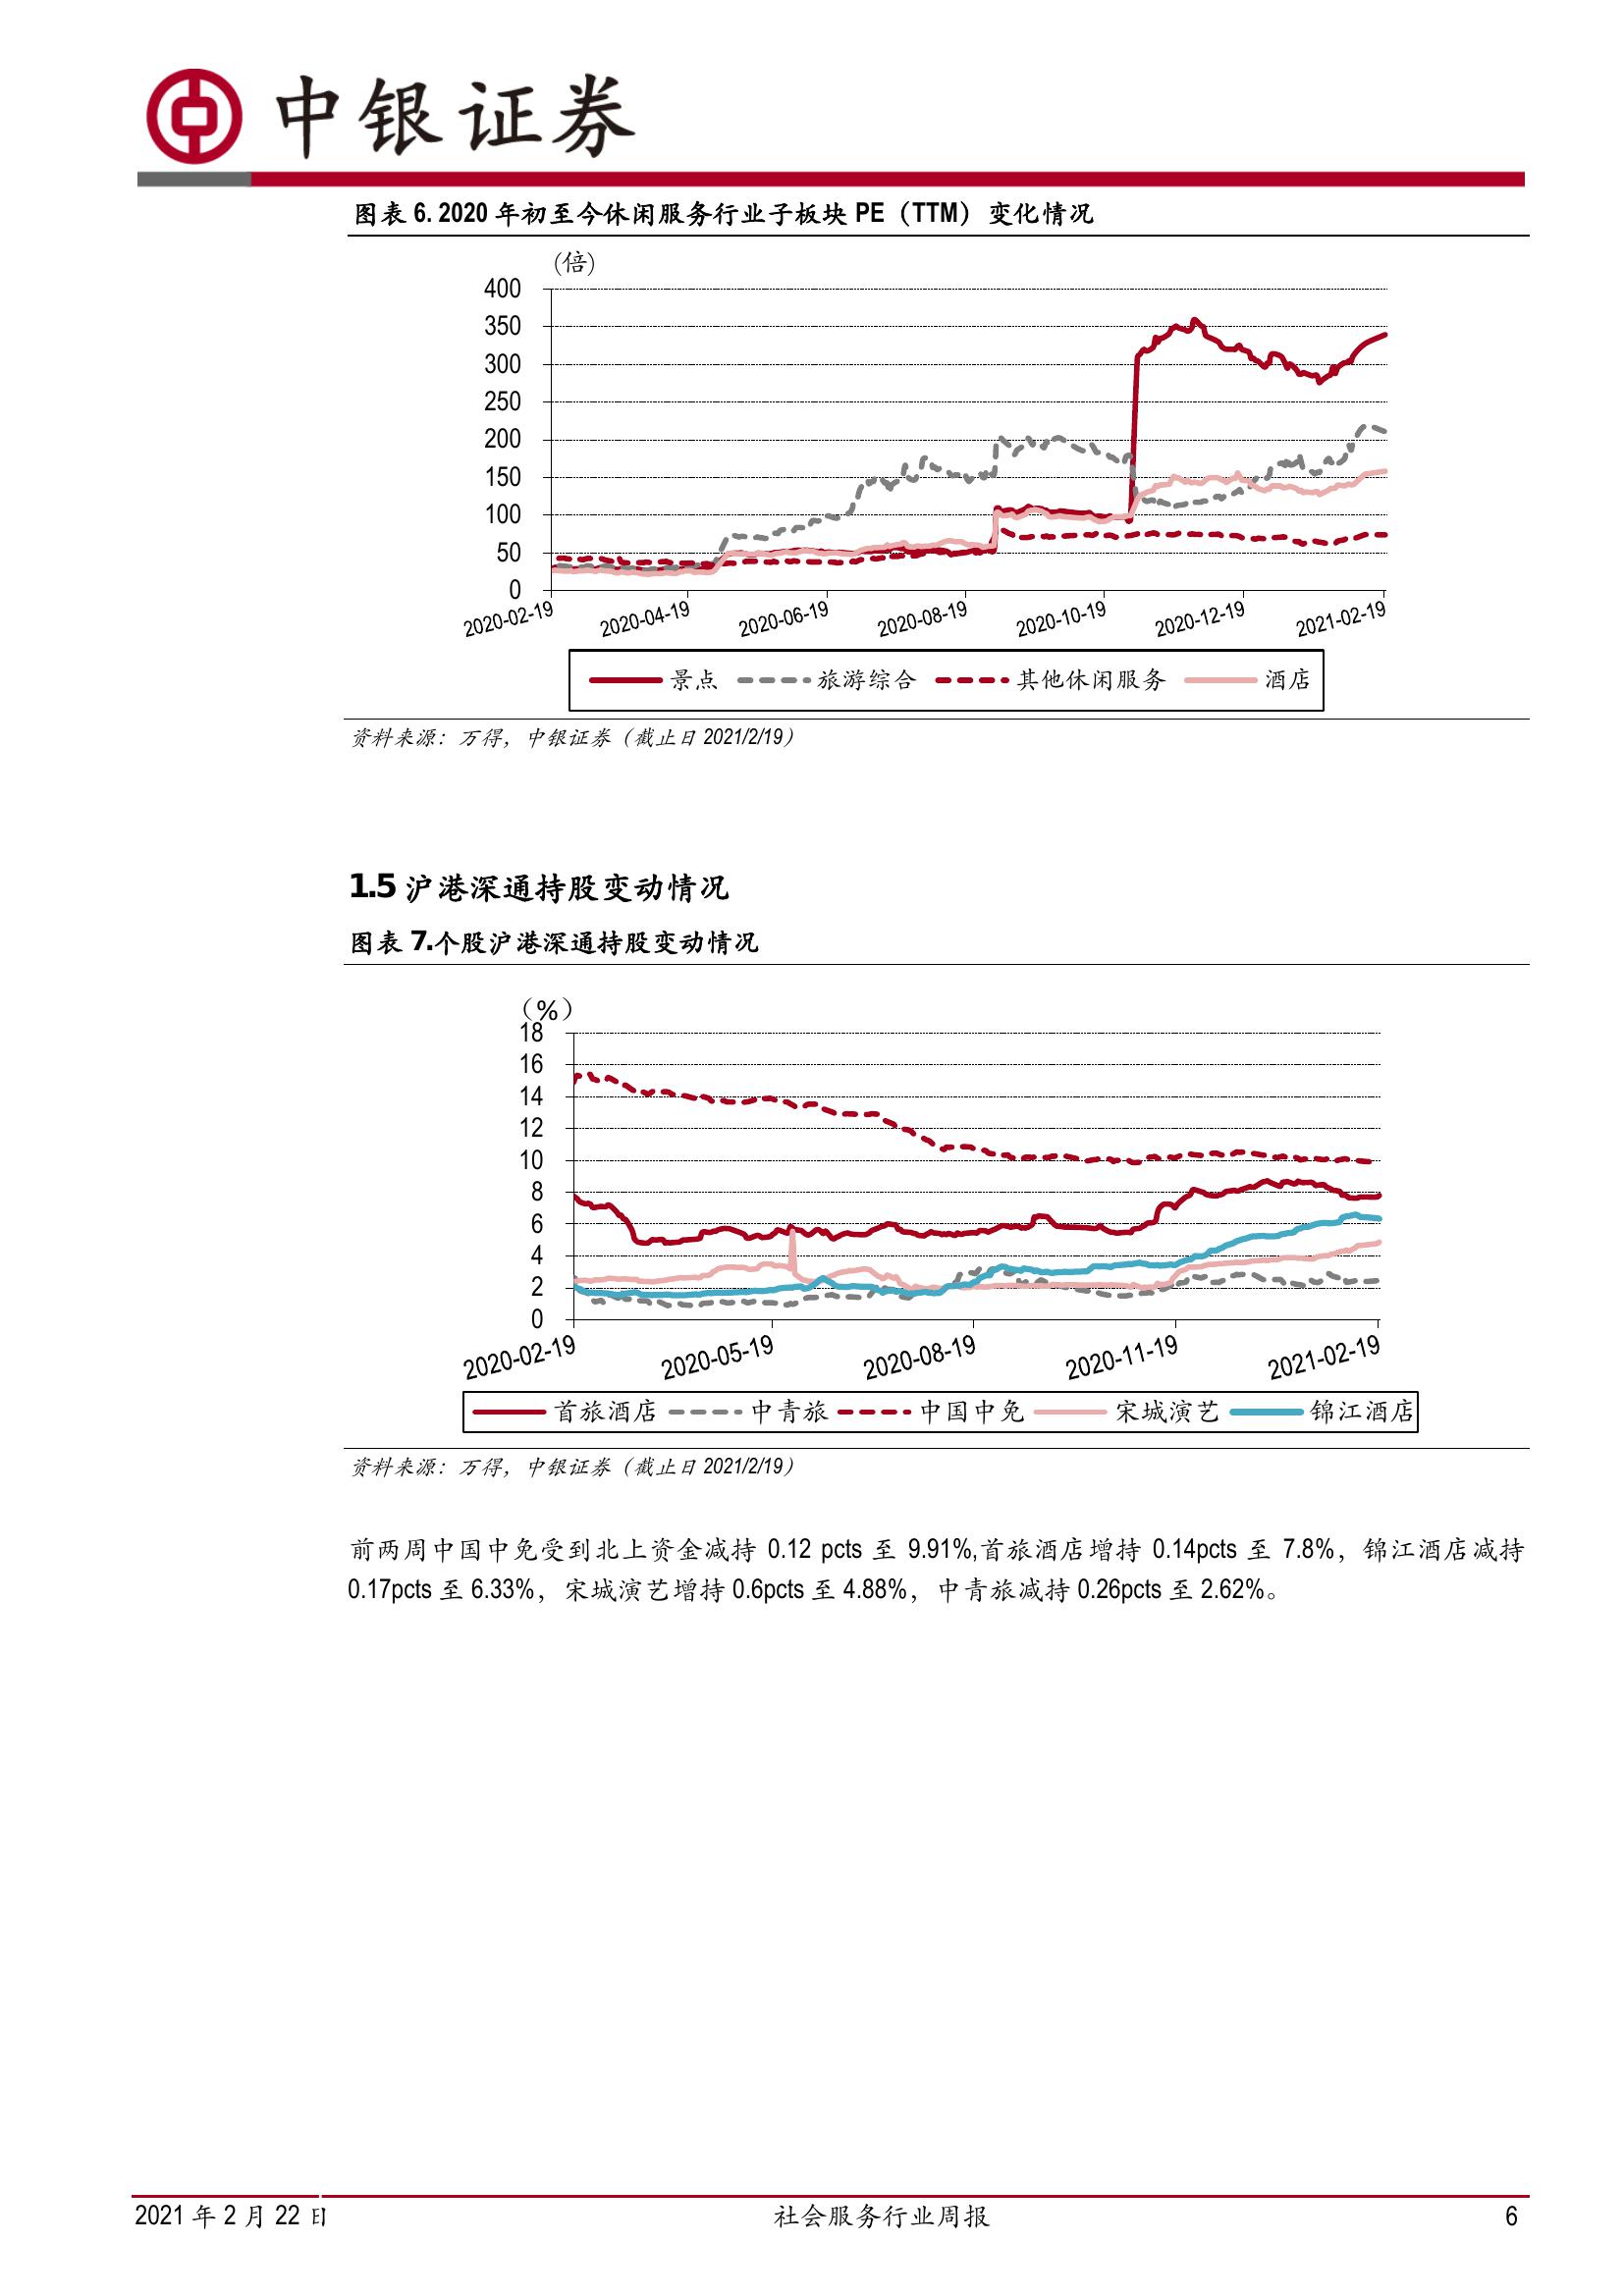 中银证券
图表 6. 2020 年初至今休闲服务行业子板块 PE（TTM）变化情况
(倍)
400
350
300
250
200
150
100
50
0
2020-02-19 2020-04-19 2020-06-19 2020-08-19 2020-10-19 2020-12-19 2021-02-19
景点 旅游综合 其他休闲服务 酒店
资料来源：万得，中银证券（截止日 2021/2/19）
1.5 沪港深通持股变动情况
图表 7.个股沪港深通持股变动情况
（%）
18
16
14
12
10
8
6
4
2
0
2020-02-19 2020-05-19 2020-08-19 2020-11-19 2021-02-19
首旅酒店 中青旅 中国中免 宋城演艺 锦江酒店
资料来源：万得，中银证券（截止日 2021/2/19）
前两周中国中免受到北上资金减持 0.12 pcts 至 9.91%,首旅酒店增持 0.14pcts 至 7.8%，锦江酒店减持
0.17pcts 至 6.33%，宋城演艺增持 0.6pcts 至 4.88%，中青旅减持 0.26pcts 至 2.62%。
2021 年 2 月 22 日 社会服务行业周报 6